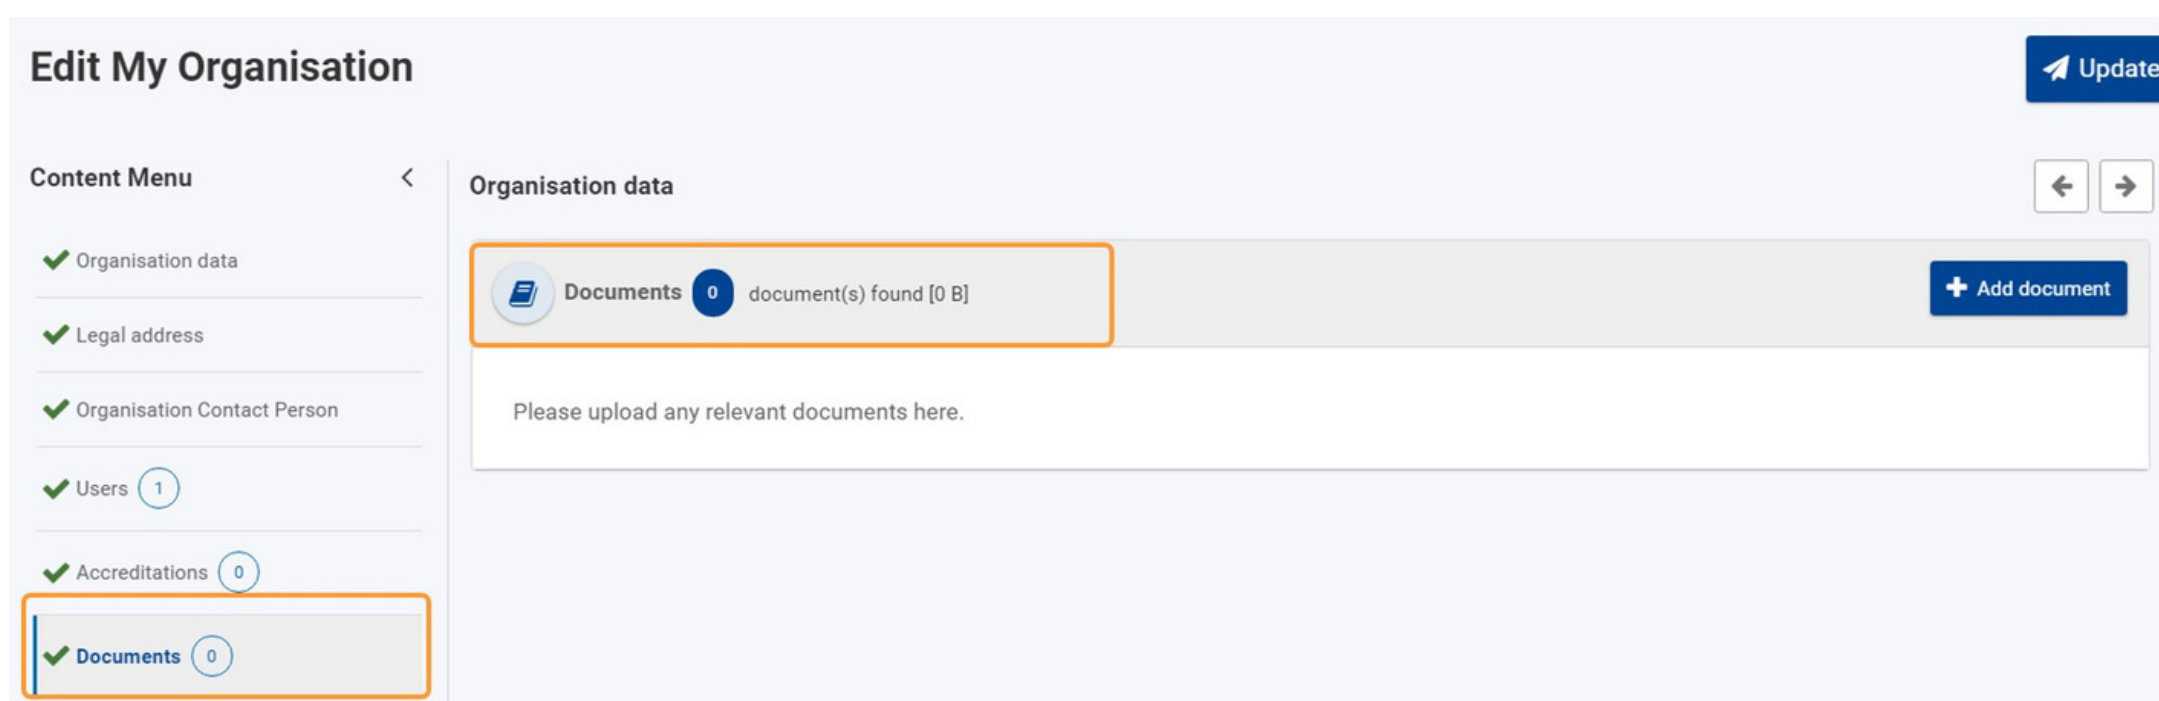 Edit My Organisation
Update
Content Menu
Organisation data
Legal address
Organisation Contact Person
Users 1
Accreditations 0
Documents 0
Organisation data
Documents 0 document(s) found [0 B]
Add document
Please upload any relevant documents here.